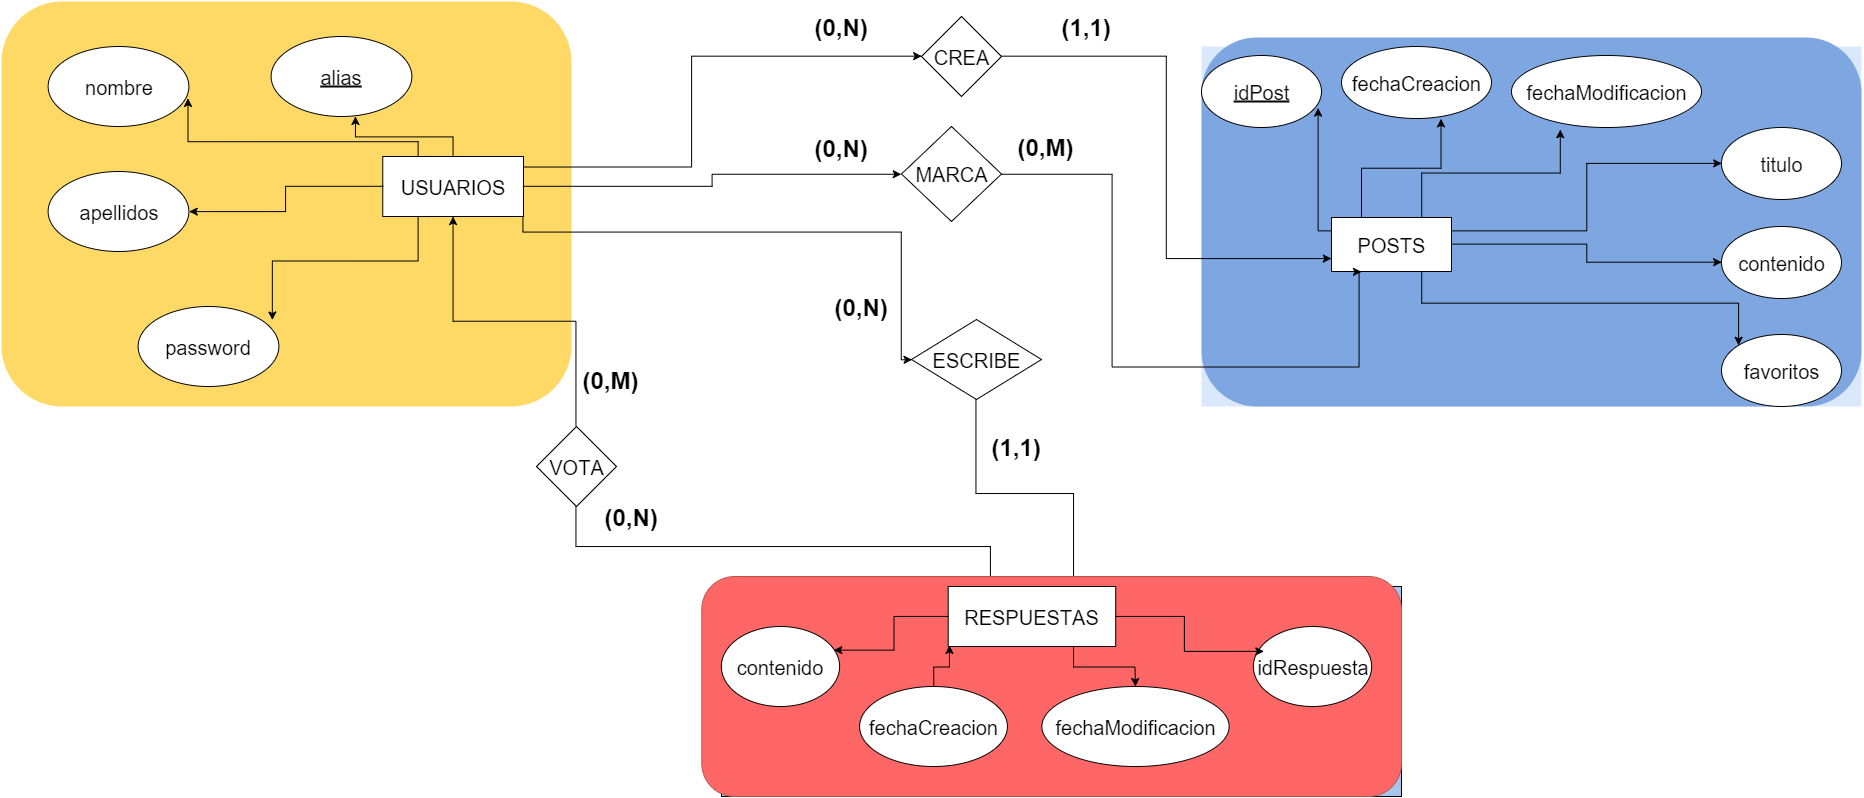 (0,N)
CREA
(1,1)
nombre
alias
idPost
fechaCreacion
fechaModificacion
(0,N)
MARCA
(0,M)
titulo
USUARIOS
apellidos
POSTS
contenido
(0,N)
password
ESCRIBE
favoritos
(0,M)
(1,1)
VOTA
(0,N)
RESPUESTAS
contenido
idRespuesta
fechaCreacion
fechaModificacion